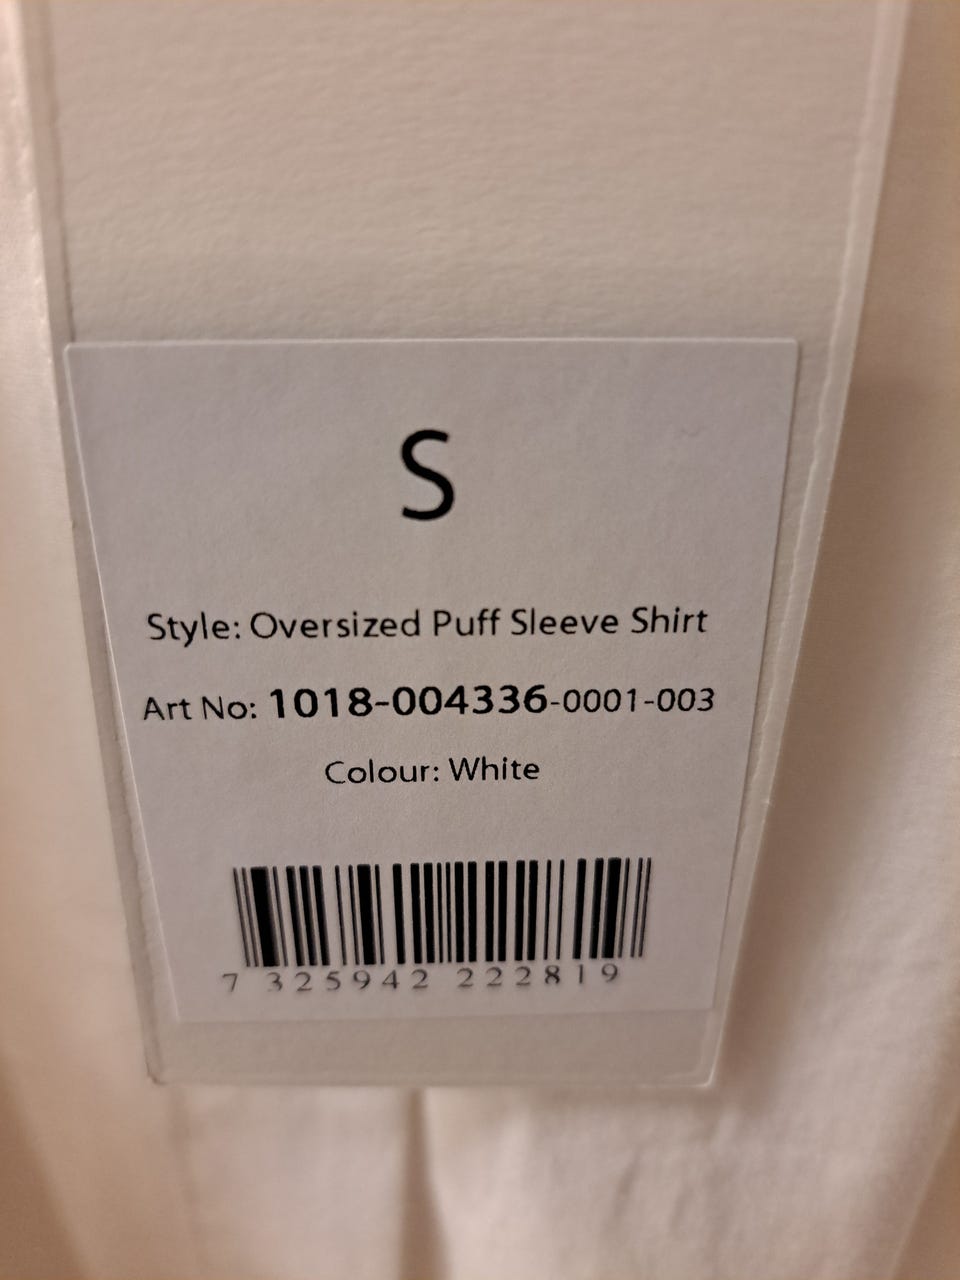 S
Style: Oversized Puff Sleeve Shirt
Art No: 1018-004336-0001-003
Colour: White
7 325942 222819